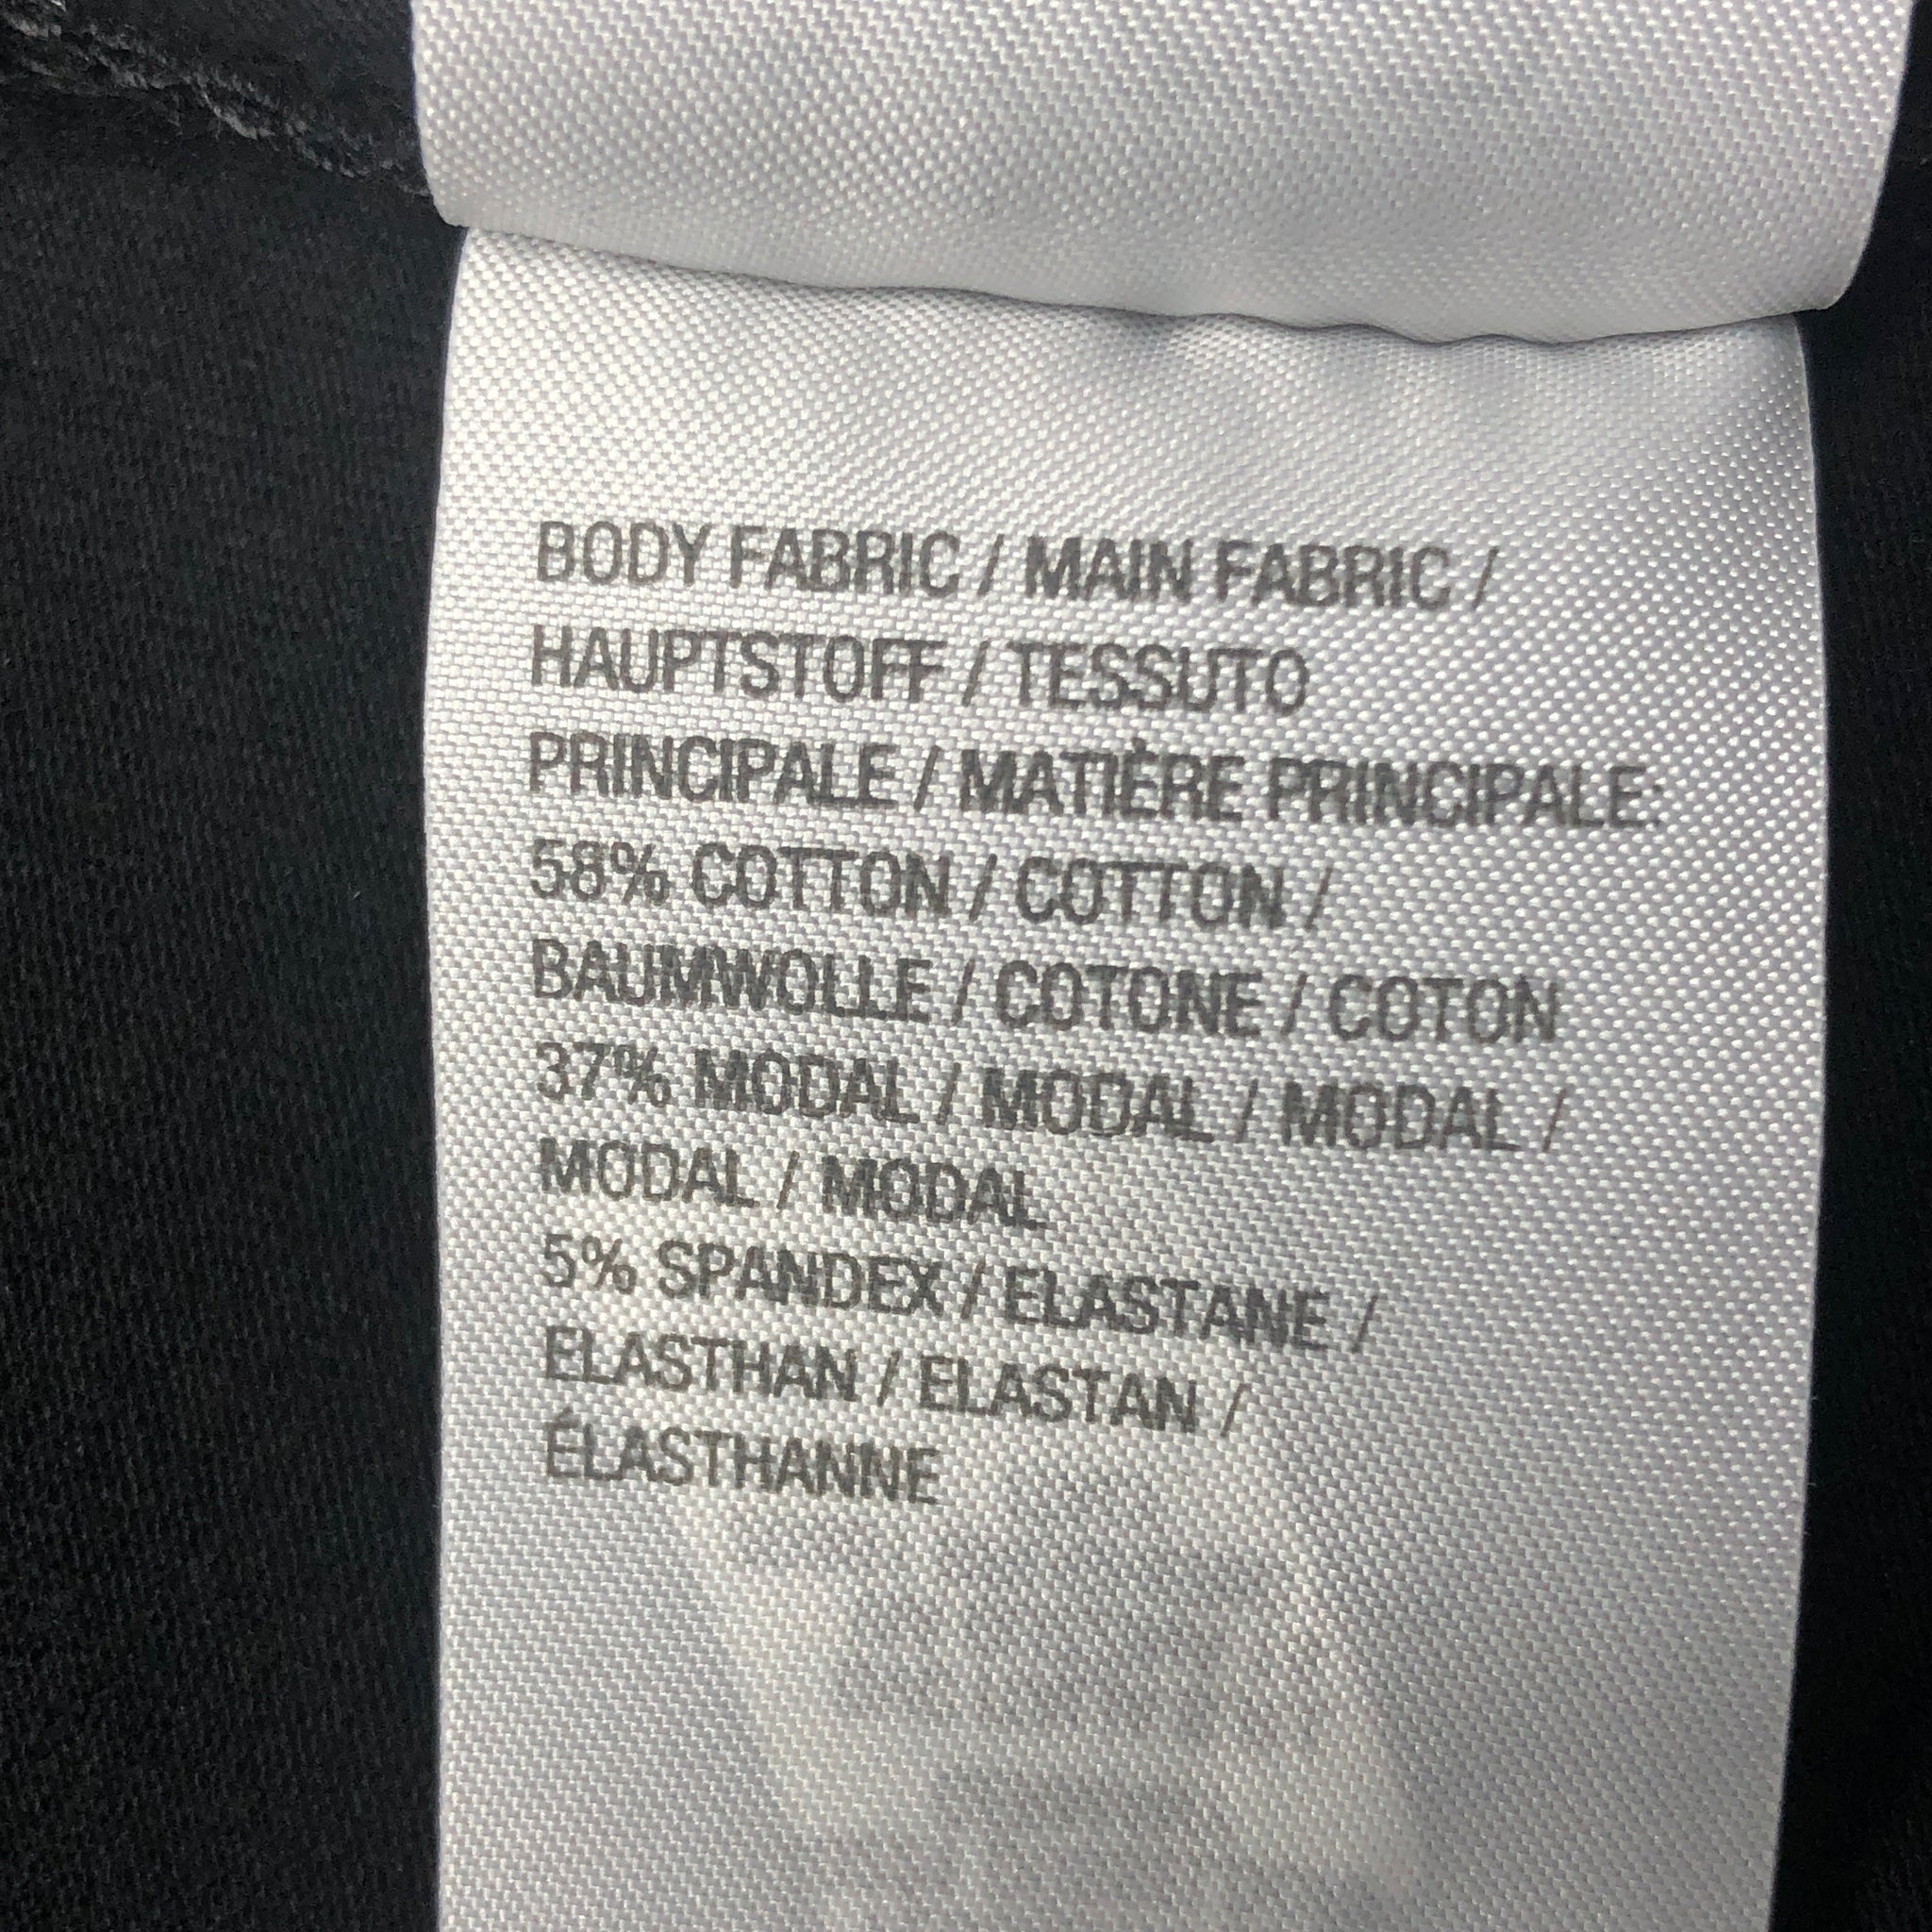 BODY FABRIC / MAIN FABRIC /
HAUPTSTOFF / TESSUTO
PRINCIPALE / MATIÈRE PRINCIPALE:
58% COTTON / COTTON /
BAUMWOLLE / COTONE / COTON
37% MODAL / MODAL / MODAL /
MODAL / MODAL
5% SPANDEX / ELASTANE /
ELASTHAN / ELASTAN /
ÉLASTHANNE